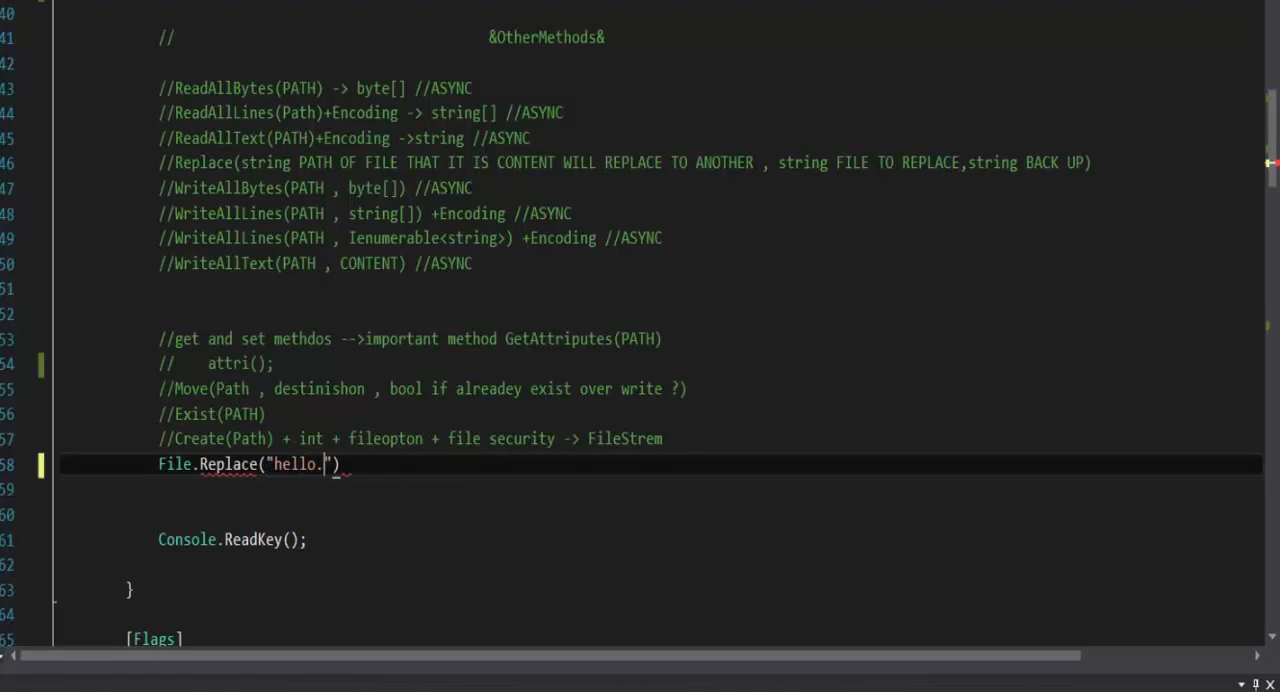 40
41 // &OtherMethods&
42
43 //ReadAllBytes(PATH) -> byte[] //ASYNC
44 //ReadAllLines(Path)+Encoding -> string[] //ASYNC
45 //ReadAllText(PATH)+Encoding ->string //ASYNC
46 //Replace(string PATH OF FILE THAT IT IS CONTENT WILL REPLACE TO ANOTHER , string FILE TO REPLACE,string BACK UP)
47 //WriteAllBytes(PATH , byte[]) //ASYNC
48 //WriteAllLines(PATH , string[]) +Encoding //ASYNC
49 //WriteAllLines(PATH , Ienumerable<string>) +Encoding //ASYNC
50 //WriteAllText(PATH , CONTENT) //ASYNC
51
52
53 //get and set methdos -->important method GetAttriputes(PATH)
54 // attri();
55 //Move(Path , destinishon , bool if alreadey exist over write ?)
56 //Exist(PATH)
57 //Create(Path) + int + fileopton + file security -> FileStrem
58 File.Replace("hello.")
59
60
61 Console.ReadKey();
62
63 }
64
65 [Flags]